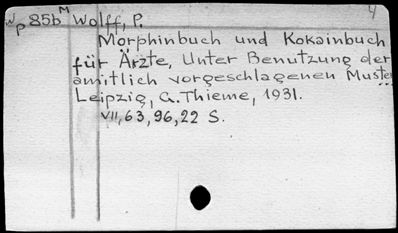 Wp 85b M Wolff, P. 4
Morphinbuch und Kokainbuch
für Ärzte, Unter Benutzung der
amtlich vorgeschlagenen Muster
Leipzig, G. Thieme, 1931.
VII, 63, 96, 22 S.